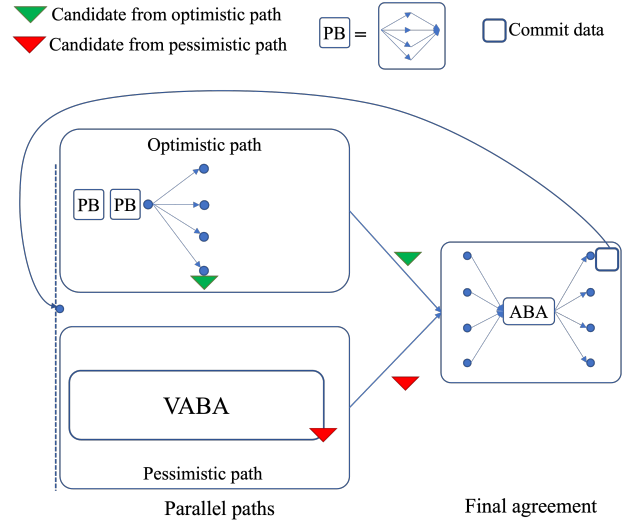 Candidate from optimistic path
Candidate from pessimistic path
PB =
Commit data
Optimistic path
PB PB
ABA
VABA
Pessimistic path
Parallel paths
Final agreement